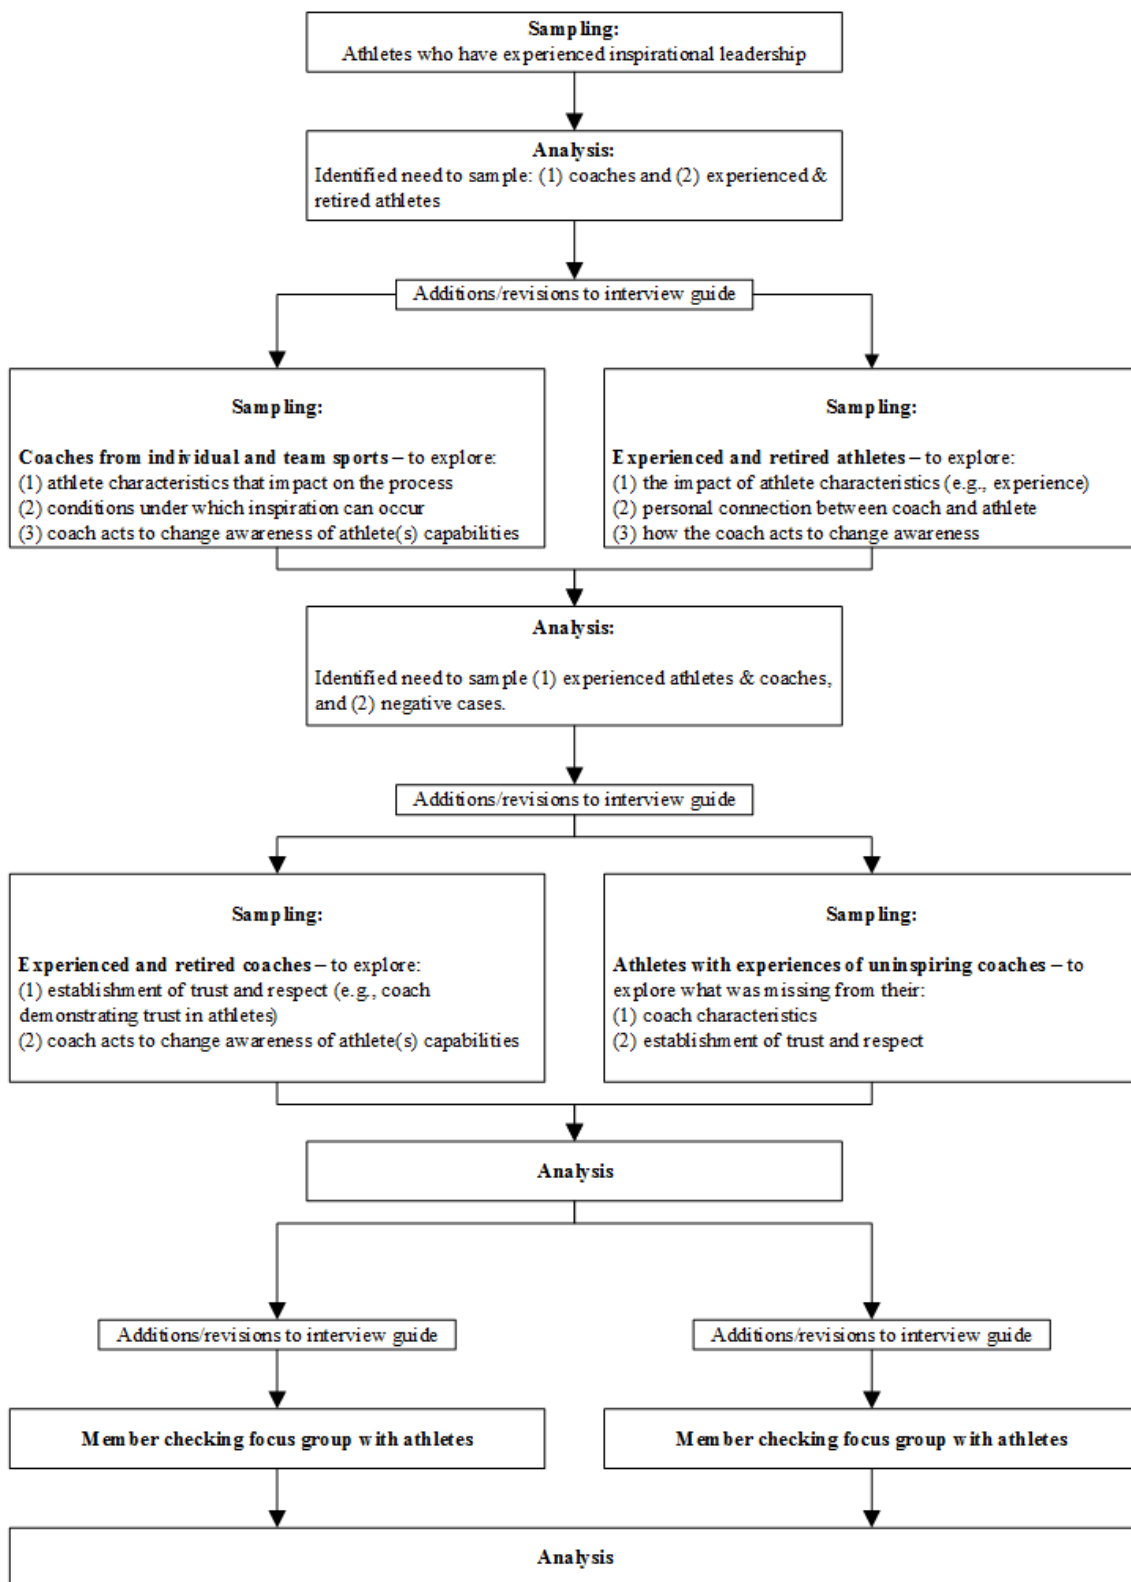 Sampling:
Athletes who have experienced inspirational leadership
Analysis:
Identified need to sample: (1) coaches and (2) experienced &
retired athletes
Additions/revisions to interview guide
Sampling:
Coaches from individual and team sports – to explore:
(1) athlete characteristics that impact on the process
(2) conditions under which inspiration can occur
(3) coach acts to change awareness of athlete(s) capabilities
Sampling:
Experienced and retired athletes – to explore:
(1) the impact of athlete characteristics (e.g., experience)
(2) personal connection between coach and athlete
(3) how the coach acts to change awareness
Analysis:
Identified need to sample (1) experienced athletes & coaches,
and (2) negative cases.
Additions/revisions to interview guide
Sampling:
Experienced and retired coaches – to explore:
(1) establishment of trust and respect (e.g., coach
demonstrating trust in athletes)
(2) coach acts to change awareness of athlete(s) capabilities
Sampling:
Athletes with experiences of uninspiring coaches – to
explore what was missing from their:
(1) coach characteristics
(2) establishment of trust and respect
Analysis
Additions/revisions to interview guide
Additions/revisions to interview guide
Member checking focus group with athletes
Member checking focus group with athletes
Analysis